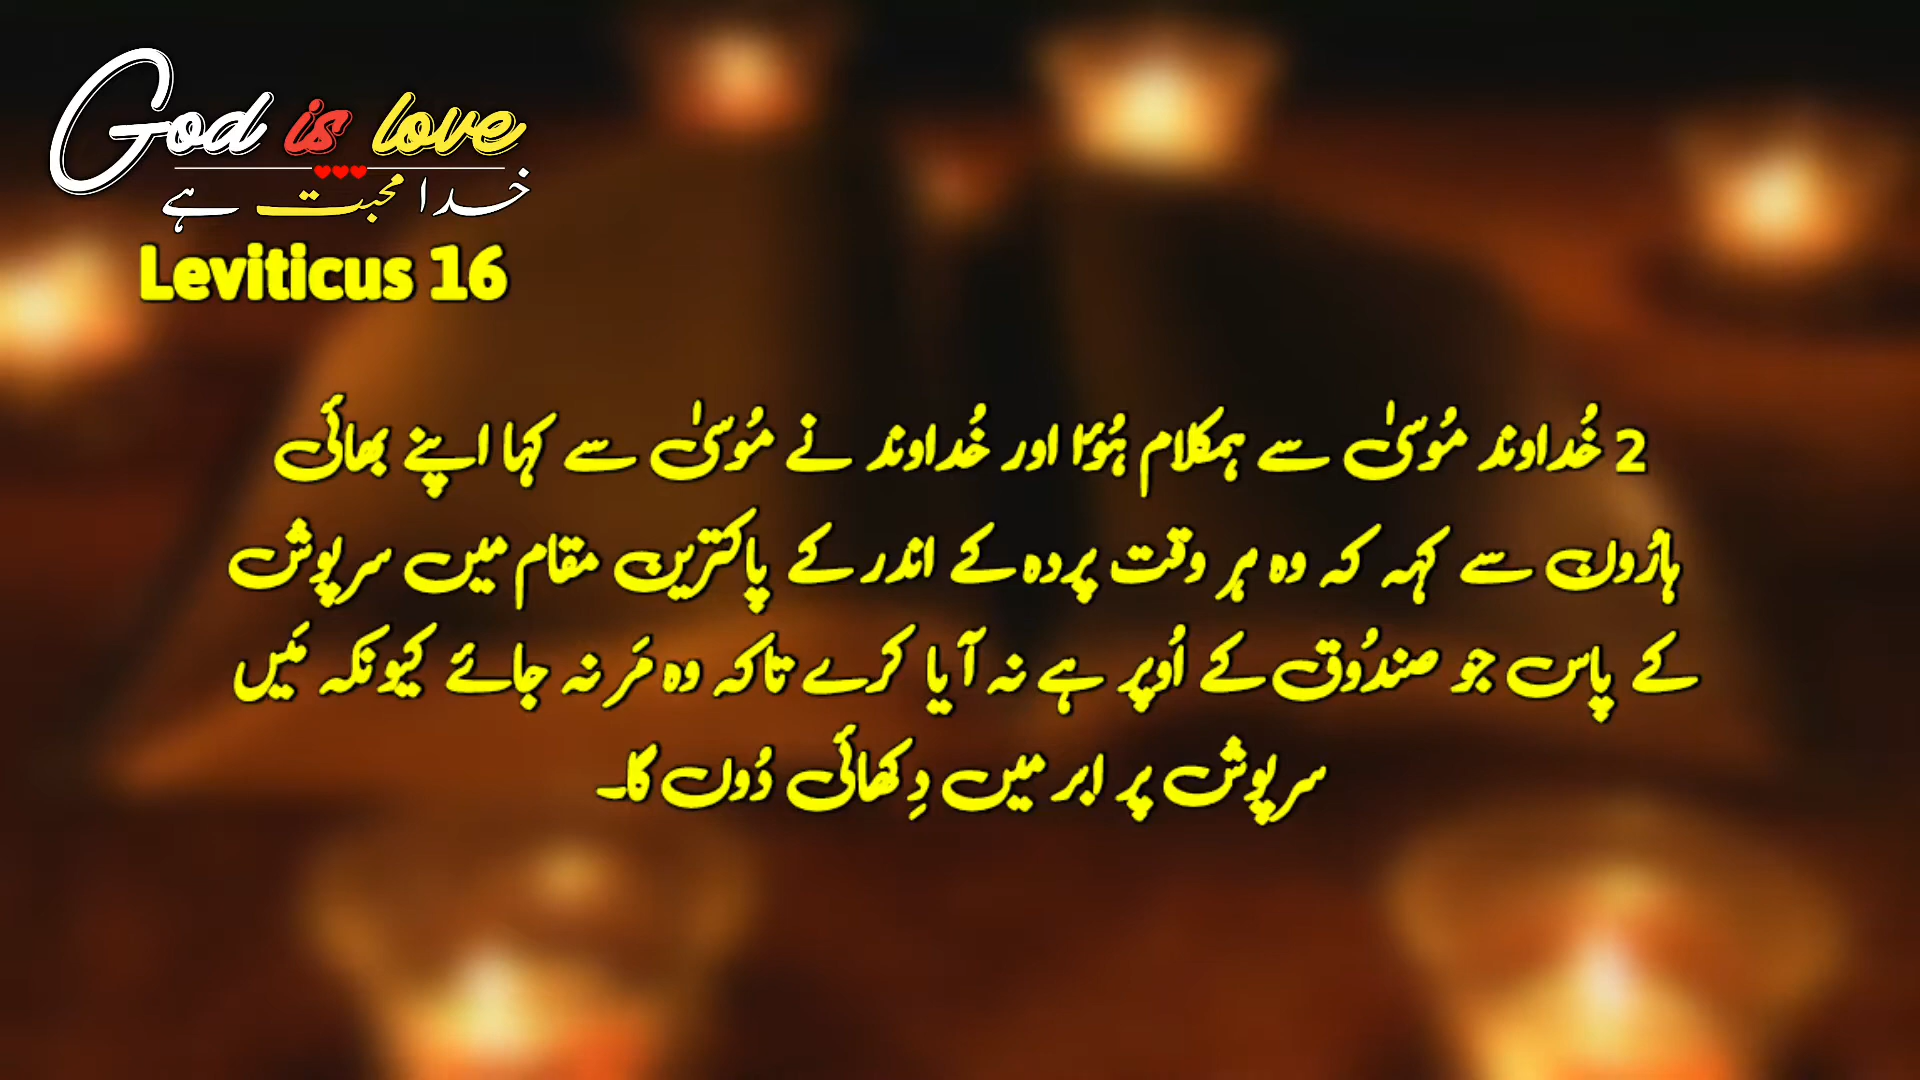 God is love
خدا محبت ہے
Leviticus 16
2 خُداوند مُوسیٰ سے ہمکلام ہُؤا اور خُداوند نے مُوسیٰ سے کہا اپنے بھائی
ہارُون سے کہہ کہ وہ ہر وقت پردہ کے اندر کے پاکترین مقام میں سرپوش
کے پاس جو صندُوق کے اُوپر ہے نہ آیا کرے تاکہ وہ مَر نہ جائے کیونکہ مَیں
سرپوش پر ابر میں دِکھائی دُوں گا۔